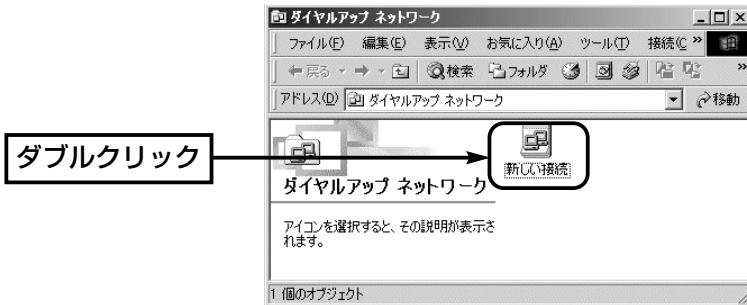 ダイヤルアップ ネットワーク
ファイル(F) 編集(E) 表示(V) お気に入り(A) ツール(T) 接続(C »
戻る 検索 フォルダ »
アドレス(D) ダイヤルアップ ネットワーク 移動
ダブルクリック
新しい接続
ダイヤルアップ ネットワーク
アイコンを選択すると、その説明が表示さ
れます。
1 個のオブジェクト